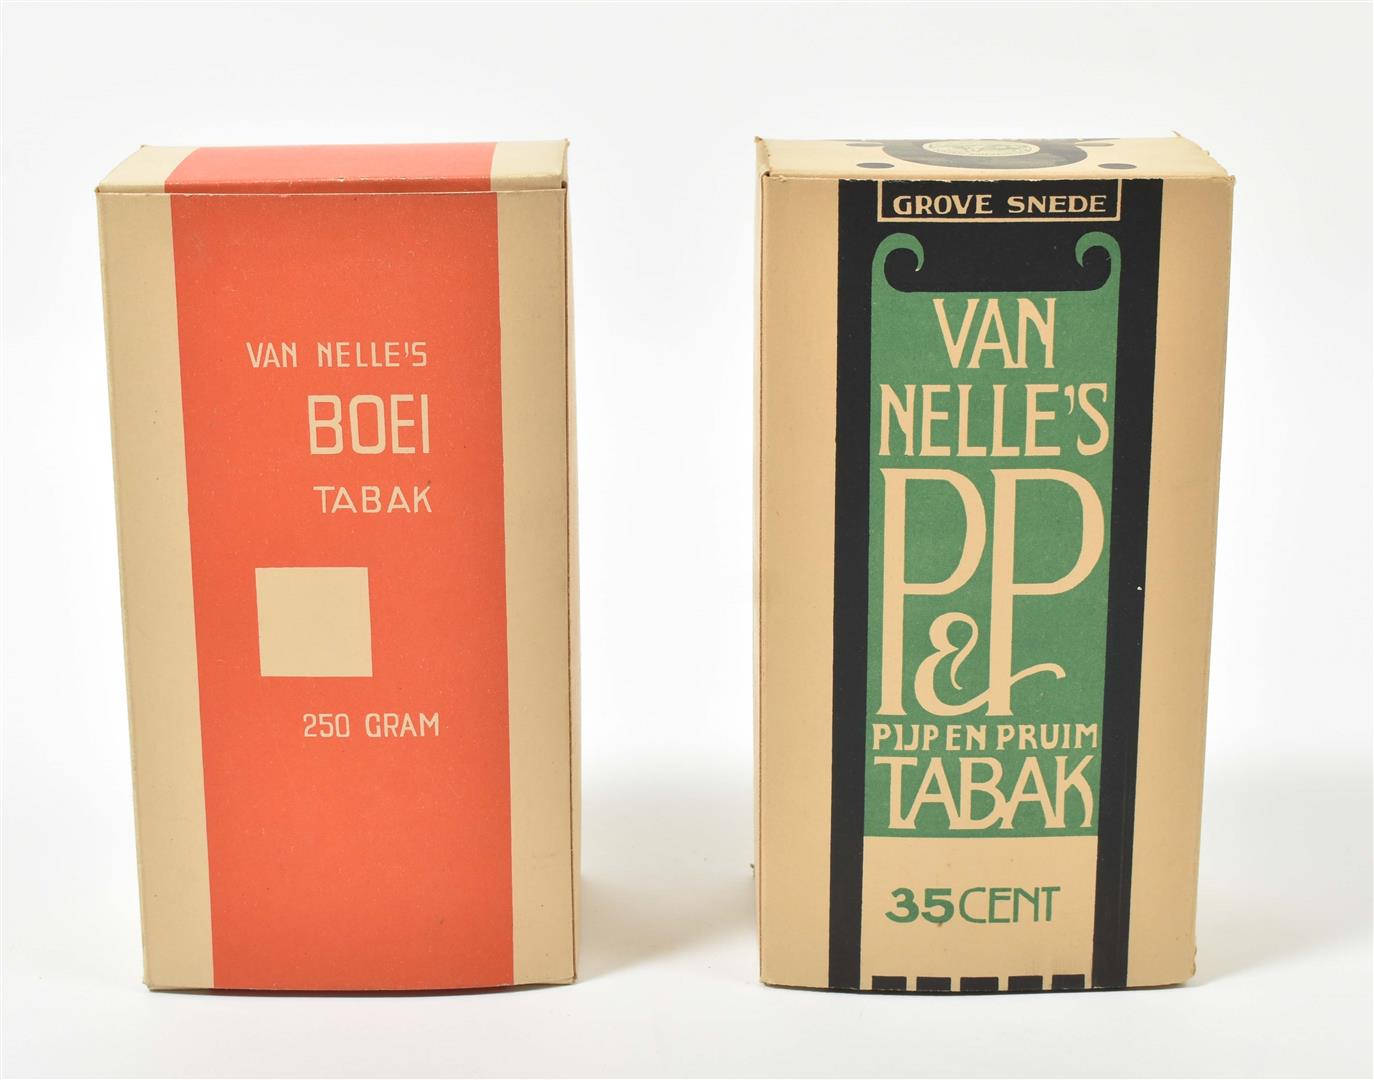 VAN NELLE'S
BOEI
TABAK
250 GRAM
GROVE SNEDE
VAN
NELLE'S
P&P
PIJP EN PRUIM
TABAK
35 CENT